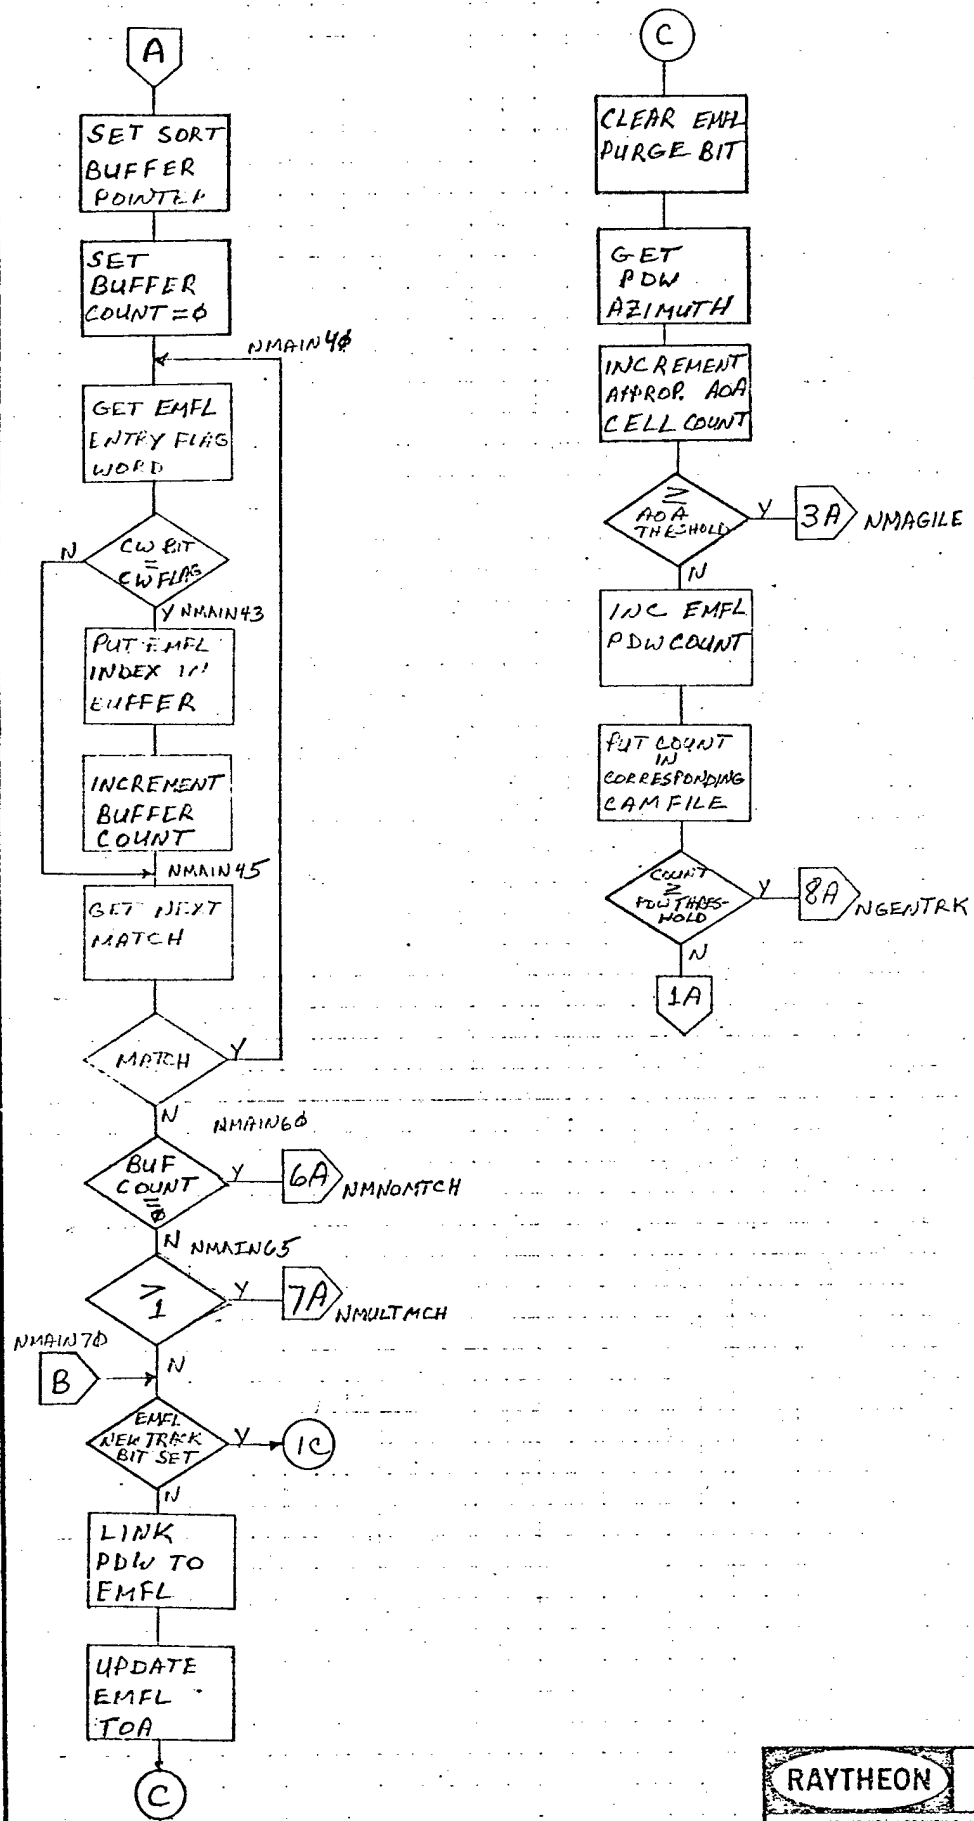 A
SET SORT
BUFFER
POINTER
SET
BUFFER
COUNT = 0
NMAIN40
GET EMFL
ENTRY FLAG
WORD
CW BIT
=
CW FLAG
N
Y NMAIN43
PUT EMFL
INDEX IN
BUFFER
INCREMENT
BUFFER
COUNT
NMAIN45
GET NEXT
MATCH
MATCH
Y
N
NMAIN60
BUF
COUNT
=0
Y
6A
NMNOMTCH
N NMAIN65
>
1
Y
7A
NMULTMCH
NMAIN70
B
N
EMFL
NEW TRACK
BIT SET
Y
1C
N
LINK
PDW TO
EMFL
UPDATE
EMFL
TOA
C
C
CLEAR EMFL
PURGE BIT
GET
PDW
AZIMUTH
INCREMENT
APPROP. AOA
CELL COUNT
≥
AOA
THESHOLD
Y
3A
NMAGILE
N
INC EMFL
PDW COUNT
PUT COUNT
IN
CORRESPONDING
CAM FILE
COUNT
≥
PDW THRES-
HOLD
Y
8A
NGENTRK
N
1A
RAYTHEON